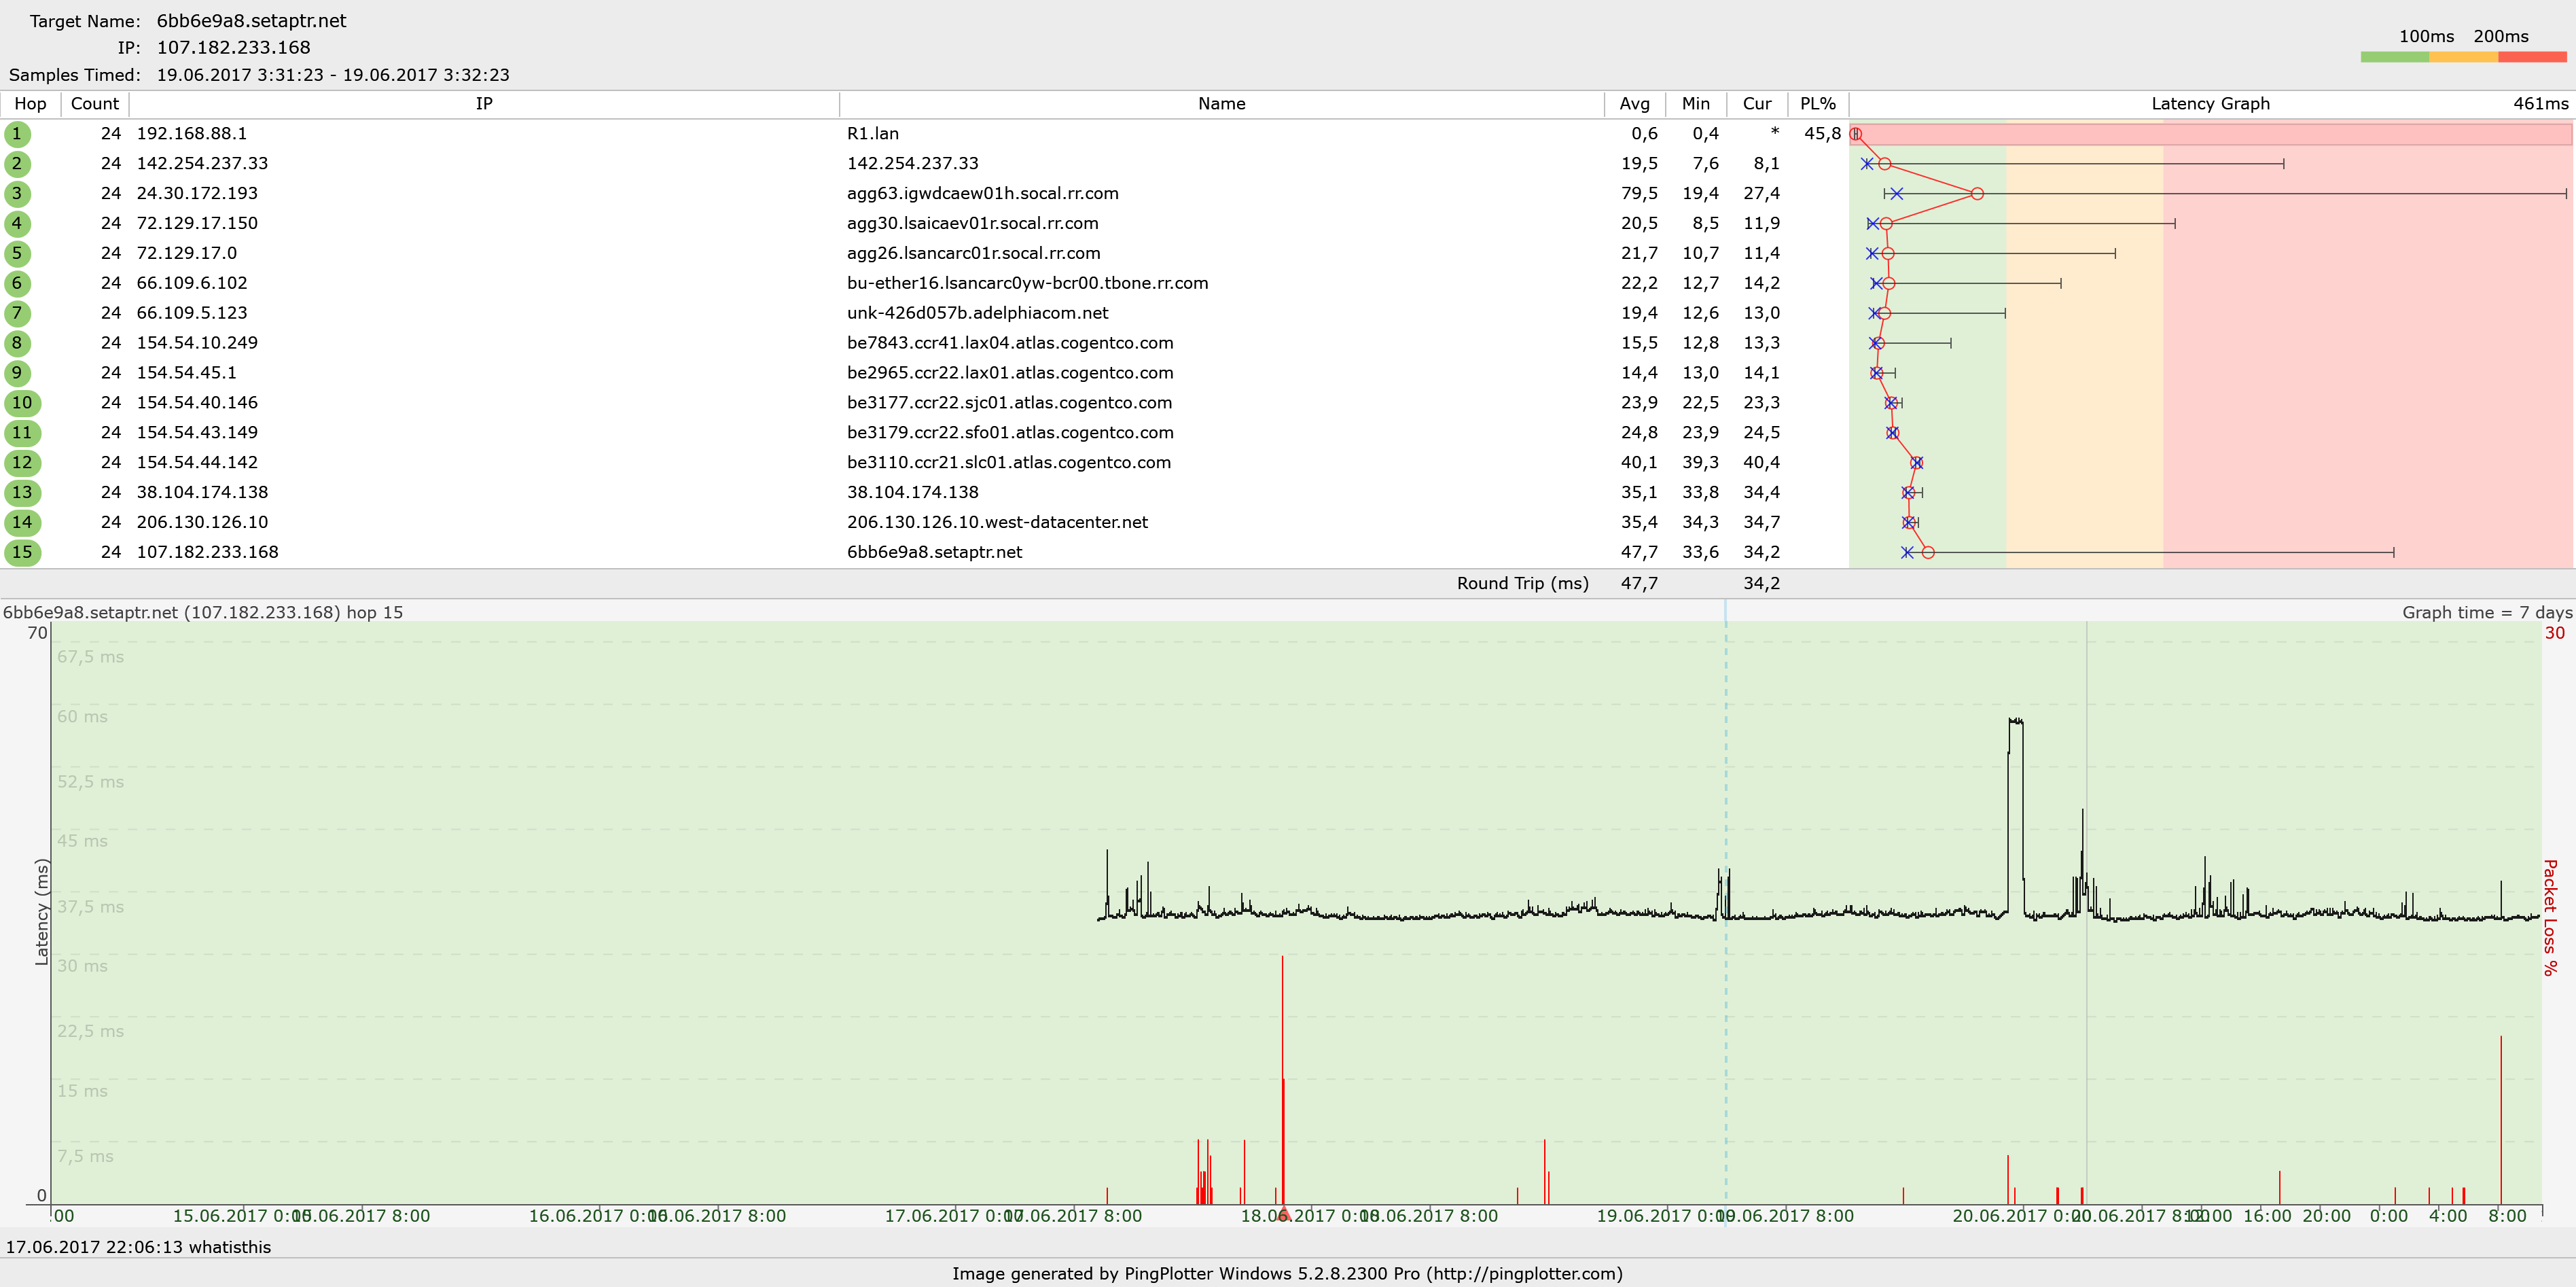 Target Name: 6bb6e9a8.setaptr.net
IP: 107.182.233.168
Samples Timed: 19.06.2017 3:31:23 - 19.06.2017 3:32:23
100ms 200ms
Hop Count IP Name Avg Min Cur PL% Latency Graph 461ms
1 24 192.168.88.1 R1.lan 0,6 0,4 * 45,8
2 24 142.254.237.33 142.254.237.33 19,5 7,6 8,1
3 24 24.30.172.193 agg63.igwdcaew01h.socal.rr.com 79,5 19,4 27,4
4 24 72.129.17.150 agg30.lsaicaev01r.socal.rr.com 20,5 8,5 11,9
5 24 72.129.17.0 agg26.lsancarc01r.socal.rr.com 21,7 10,7 11,4
6 24 66.109.6.102 bu-ether16.lsancarc0yw-bcr00.tbone.rr.com 22,2 12,7 14,2
7 24 66.109.5.123 unk-426d057b.adelphiacom.net 19,4 12,6 13,0
8 24 154.54.10.249 be7843.ccr41.lax04.atlas.cogentco.com 15,5 12,8 13,3
9 24 154.54.45.1 be2965.ccr22.lax01.atlas.cogentco.com 14,4 13,0 14,1
10 24 154.54.40.146 be3177.ccr22.sjc01.atlas.cogentco.com 23,9 22,5 23,3
11 24 154.54.43.149 be3179.ccr22.sfo01.atlas.cogentco.com 24,8 23,9 24,5
12 24 154.54.44.142 be3110.ccr21.slc01.atlas.cogentco.com 40,1 39,3 40,4
13 24 38.104.174.138 38.104.174.138 35,1 33,8 34,4
14 24 206.130.126.10 206.130.126.10.west-datacenter.net 35,4 34,3 34,7
15 24 107.182.233.168 6bb6e9a8.setaptr.net 47,7 33,6 34,2
Round Trip (ms) 47,7 34,2
6bb6e9a8.setaptr.net (107.182.233.168) hop 15 Graph time = 7 days
70 30
67,5 ms
60 ms
52,5 ms
45 ms
37,5 ms
30 ms
22,5 ms
15 ms
7,5 ms
0
Latency (ms)
Packet Loss %
:00 15.06.2017 0:00 15.06.2017 8:00 16.06.2017 0:00 16.06.2017 8:00 17.06.2017 0:00 17.06.2017 8:00 18.06.2017 0:00 18.06.2017 8:00 19.06.2017 0:00 19.06.2017 8:00 20.06.2017 0:00 20.06.2017 8:00 12:00 16:00 20:00 0:00 4:00 8:00
17.06.2017 22:06:13 whatisthis
Image generated by PingPlotter Windows 5.2.8.2300 Pro (http://pingplotter.com)